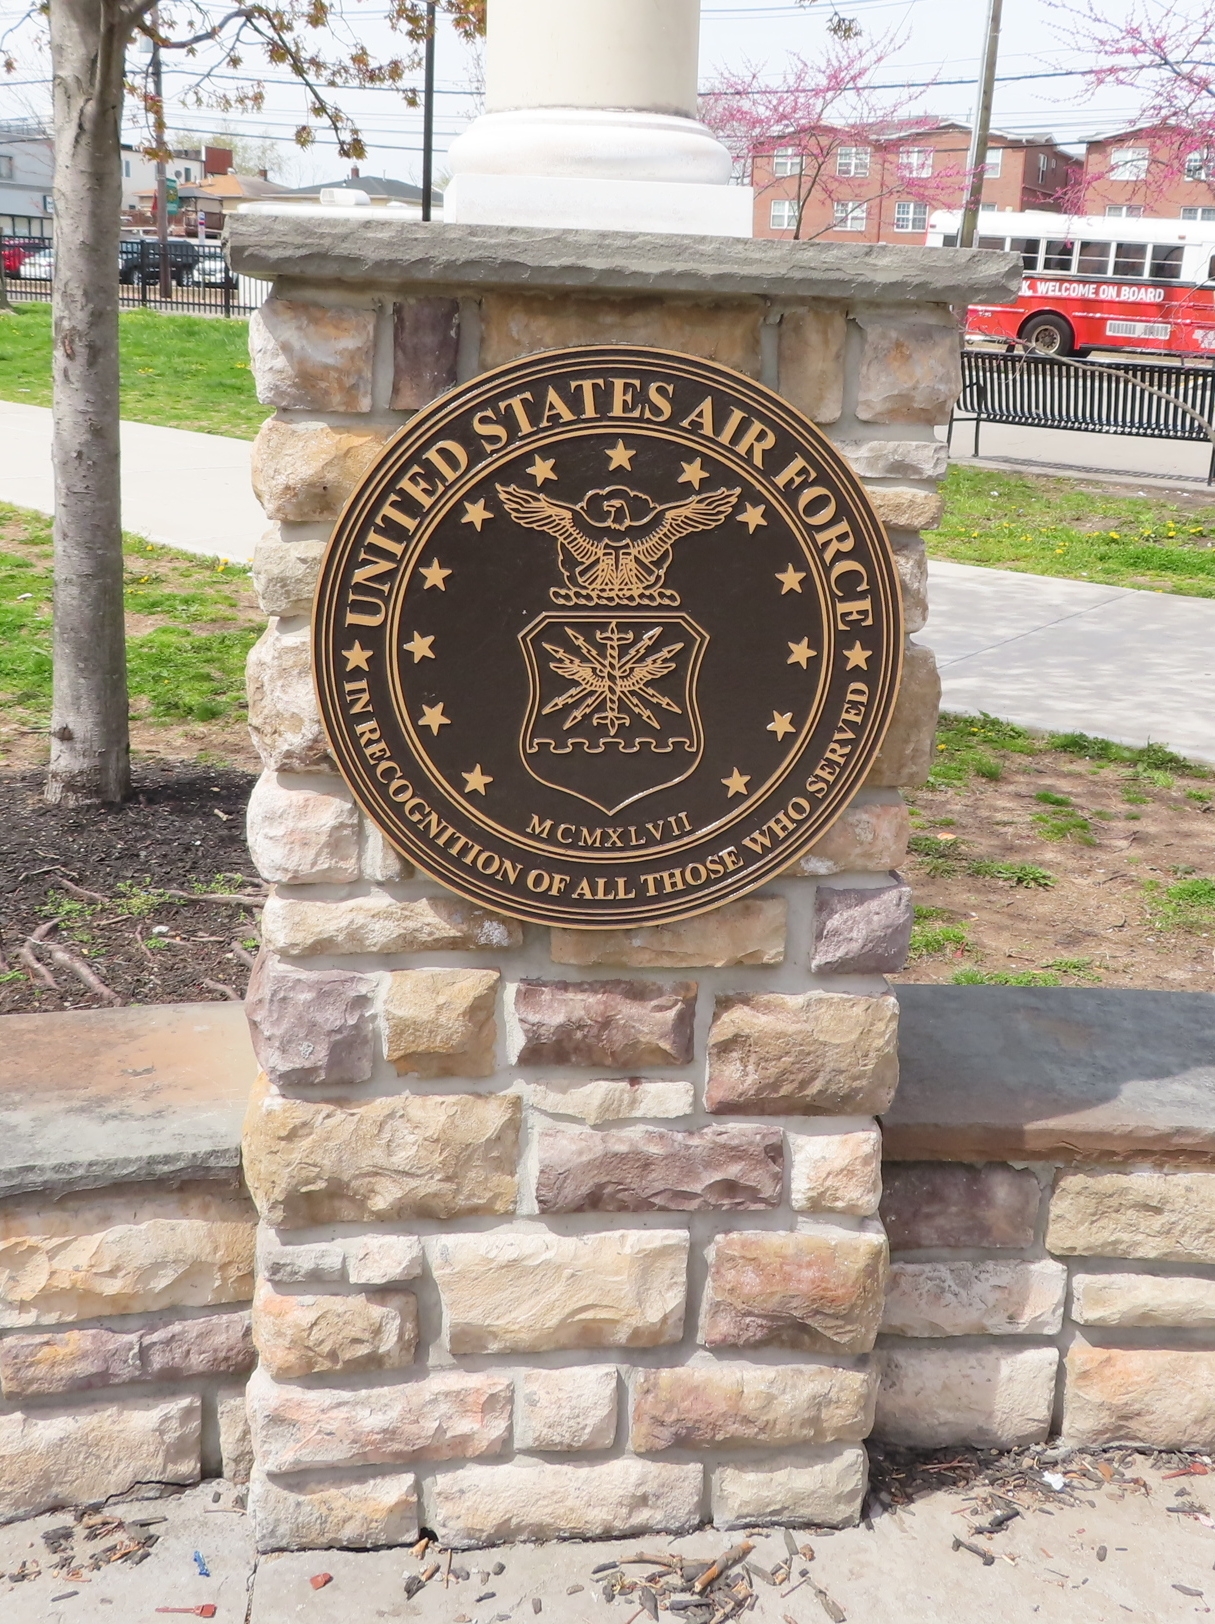 K. WELCOME ON BOARD
UNITED STATES AIR FORCE
MCMXLVII
IN RECOGNITION OF ALL THOSE WHO SERVED